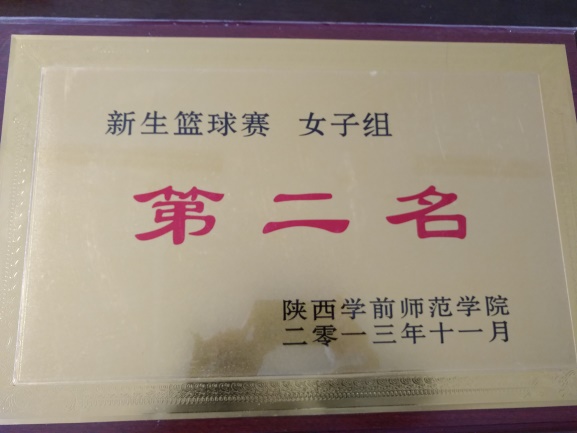 新生篮球赛 女子组
第二名
陕西学前师范学院
二零一三年十一月